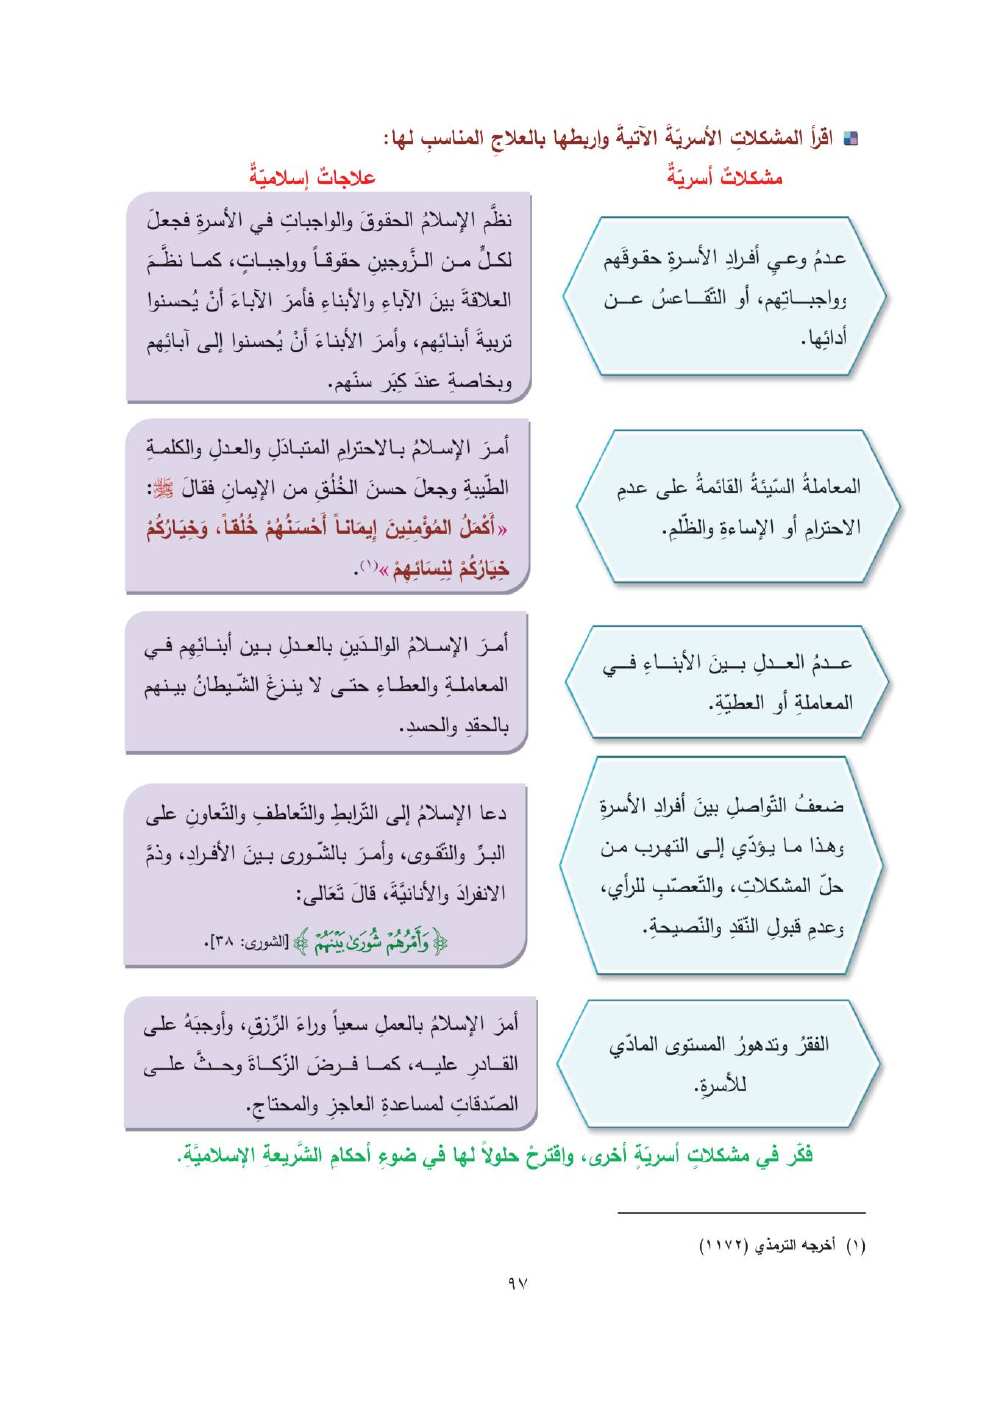 اقرأ المشكلاتِ الأسريّةَ الآتيةَ واربطها بالعلاجِ المناسبِ لها:
مشكلاتٌ أسريّةٌ
علاجاتٌ إسلاميّةٌ
عدمُ وعيِ أفرادِ الأسرةِ حقوقَهم
وواجباتِهم، أو التّقاعسُ عن
أدائِها.
نظَّم الإسلامُ الحقوقَ والواجباتِ في الأسرةِ فجعلَ
لكلٍّ من الزَّوجينِ حقوقاً وواجباتٍ، كما نظَّمَ
العلاقةَ بينَ الآباءِ والأبناءِ فأمرَ الآباءَ أنْ يُحسنوا
تربيةَ أبنائِهم، وأمرَ الأبناءَ أنْ يُحسنوا إلى آبائِهم
وبخاصةِ عندَ كِبَر سنّهم.
المعاملةُ السّيئةُ القائمةُ على عدمِ
الاحترامِ أو الإساءةِ والظّلمِ.
أمرَ الإسلامُ بالاحترامِ المتبادَلِ والعدلِ والكلمةِ
الطّيبةِ وجعلَ حسنَ الخُلُقِ من الإيمانِ فقالَ ﷺ:
«أَكْمَلُ المُؤْمِنِينَ إِيمَاناً أَحْسَنُهُمْ خُلُقاً، وَخِيَارُكُمْ
خِيَارُكُمْ لِنِسَائِهِمْ»(١).
عدمُ العدلِ بينَ الأبناءِ في
المعاملةِ أو العطيّةِ.
أمرَ الإسلامُ الوالدَينِ بالعدلِ بين أبنائِهِم في
المعاملةِ والعطاءِ حتى لا ينزغَ الشّيطانُ بينهم
بالحقدِ والحسدِ.
ضعفُ التّواصلِ بينَ أفرادِ الأسرةِ
وهذا ما يؤدّي إلى التهرب من
حلّ المشكلاتِ، والتّعصّبِ للرأي،
وعدمِ قبولِ النّقدِ والنّصيحةِ.
دعا الإسلامُ إلى التّرابطِ والتّعاطفِ والتّعاونِ على
البرِّ والتّقوى، وأمرَ بالشّورى بينَ الأفرادِ، وذمَّ
الانفرادَ والأنانيَّةَ، قالَ تَعَالى:
﴿وَأَمْرُهُمْ شُورَىٰ بَيْنَهُمْ﴾ [الشورى: ٣٨].
الفقرُ وتدهورُ المستوى المادّي
للأسرةِ.
أمرَ الإسلامُ بالعملِ سعياً وراءَ الرّزقِ، وأوجبَهُ على
القادرِ عليه، كما فرضَ الزّكاةَ وحثَّ على
الصّدقاتِ لمساعدةِ العاجزِ والمحتاجِ.
فكّر في مشكلاتٍ أسريّةٍ أخرى، واقترحْ حلولاً لها في ضوءِ أحكامِ الشَّريعة الإسلاميَّةِ.
(١) أخرجه الترمذي (١١٧٢)
٩٧